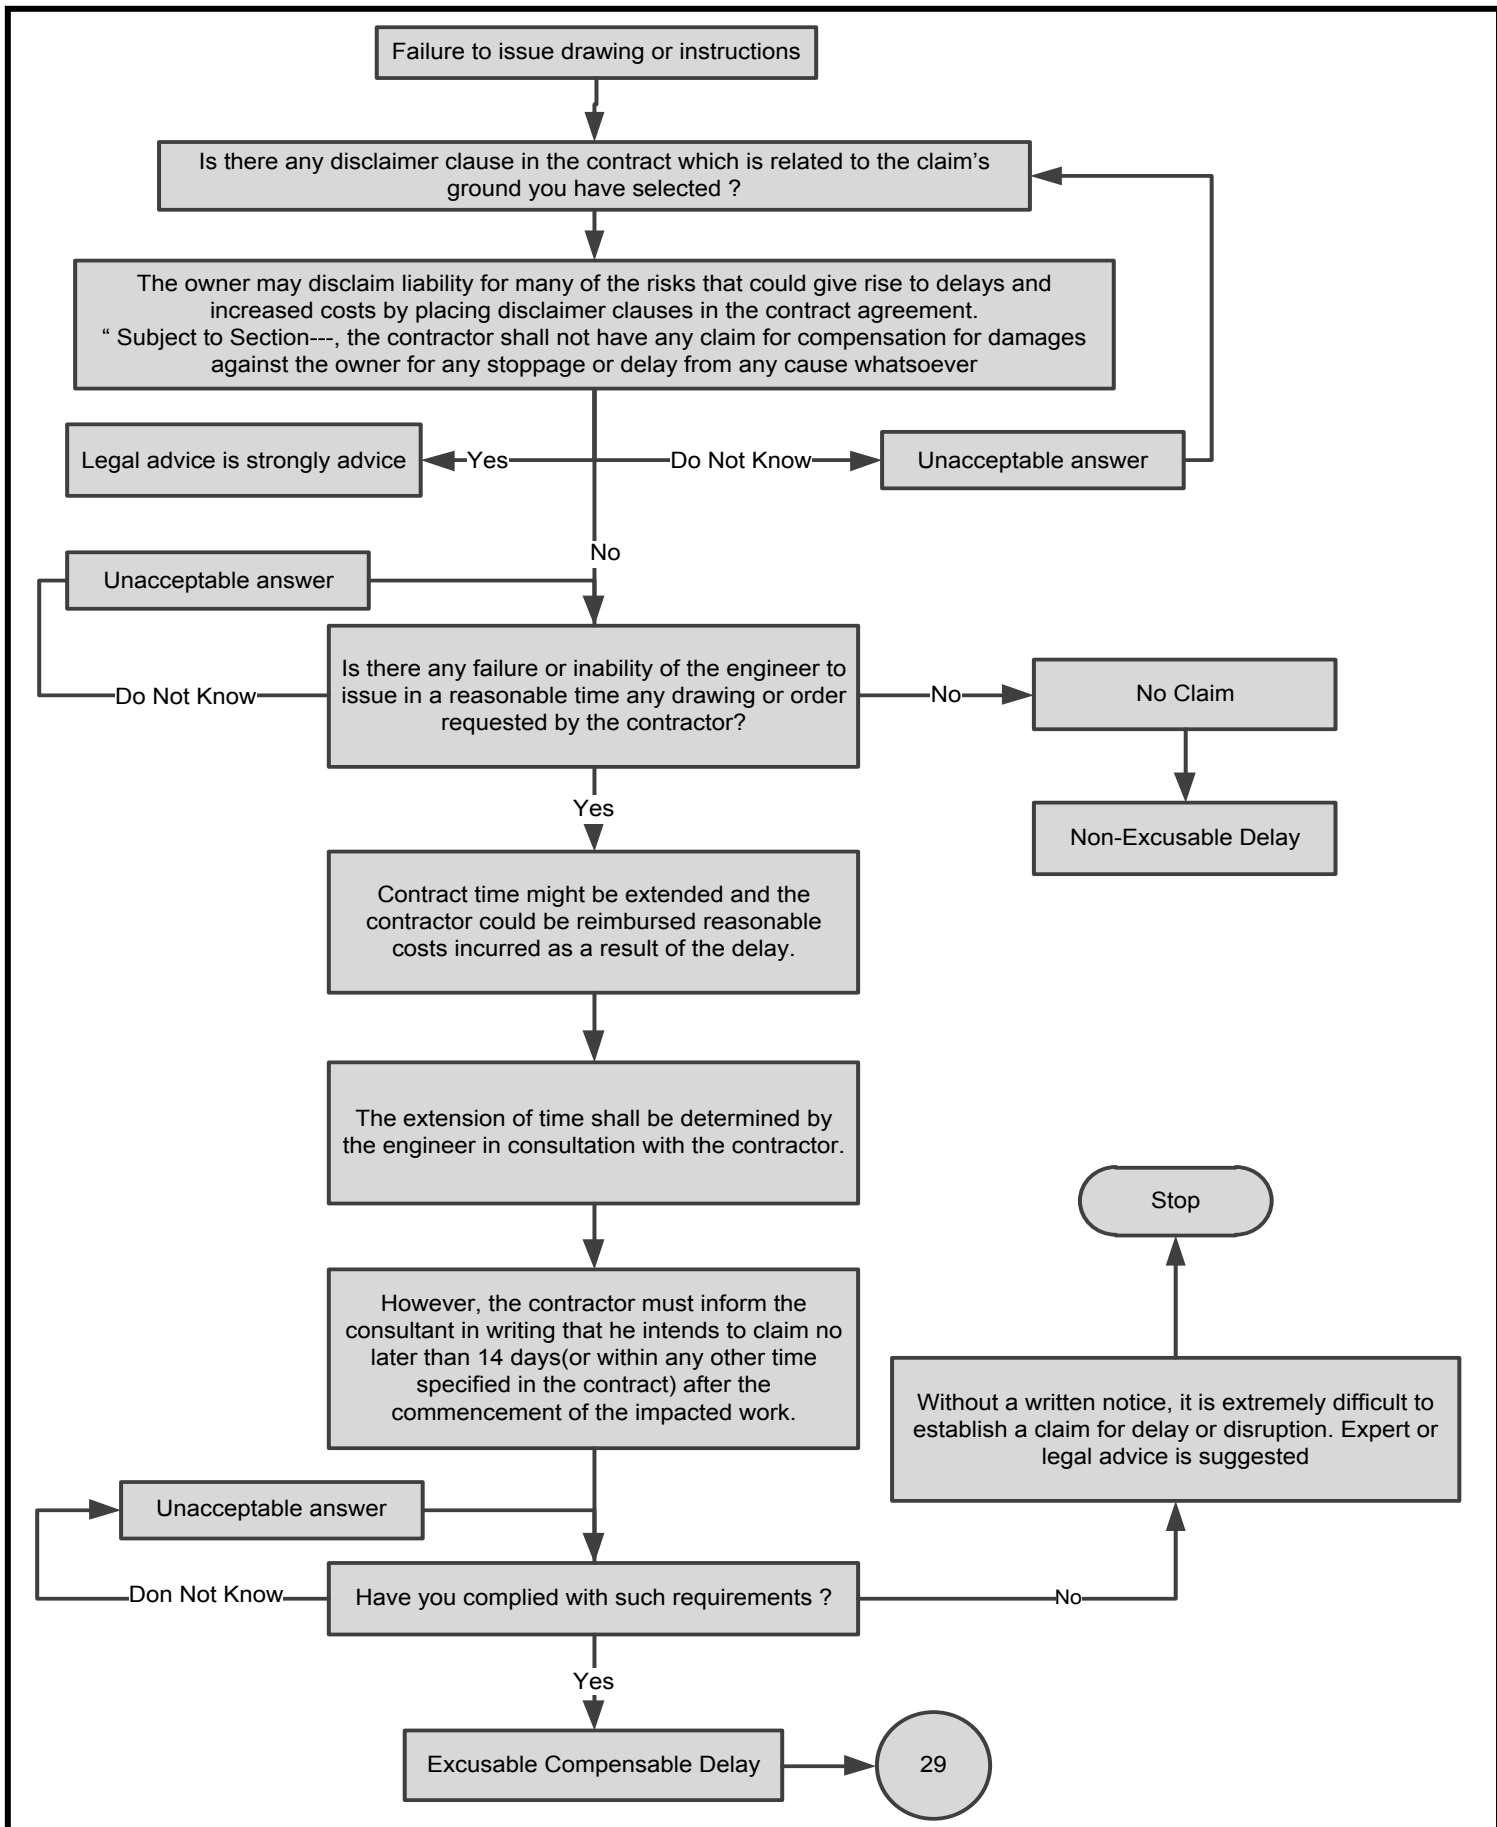 Failure to issue drawing or instructions
Is there any disclaimer clause in the contract which is related to the claim's
ground you have selected ?
The owner may disclaim liability for many of the risks that could give rise to delays and
increased costs by placing disclaimer clauses in the contract agreement.
“ Subject to Section---, the contractor shall not have any claim for compensation for damages
against the owner for any stoppage or delay from any cause whatsoever
Legal advice is strongly advice
Yes
Do Not Know
Unacceptable answer
No
Unacceptable answer
Is there any failure or inability of the engineer to
issue in a reasonable time any drawing or order
requested by the contractor?
Do Not Know
No
No Claim
Yes
Non-Excusable Delay
Contract time might be extended and the
contractor could be reimbursed reasonable
costs incurred as a result of the delay.
The extension of time shall be determined by
the engineer in consultation with the contractor.
Stop
However, the contractor must inform the
consultant in writing that he intends to claim no
later than 14 days(or within any other time
specified in the contract) after the
commencement of the impacted work.
Without a written notice, it is extremely difficult to
establish a claim for delay or disruption. Expert or
legal advice is suggested
Unacceptable answer
Don Not Know
Have you complied with such requirements ?
No
Yes
Excusable Compensable Delay
29